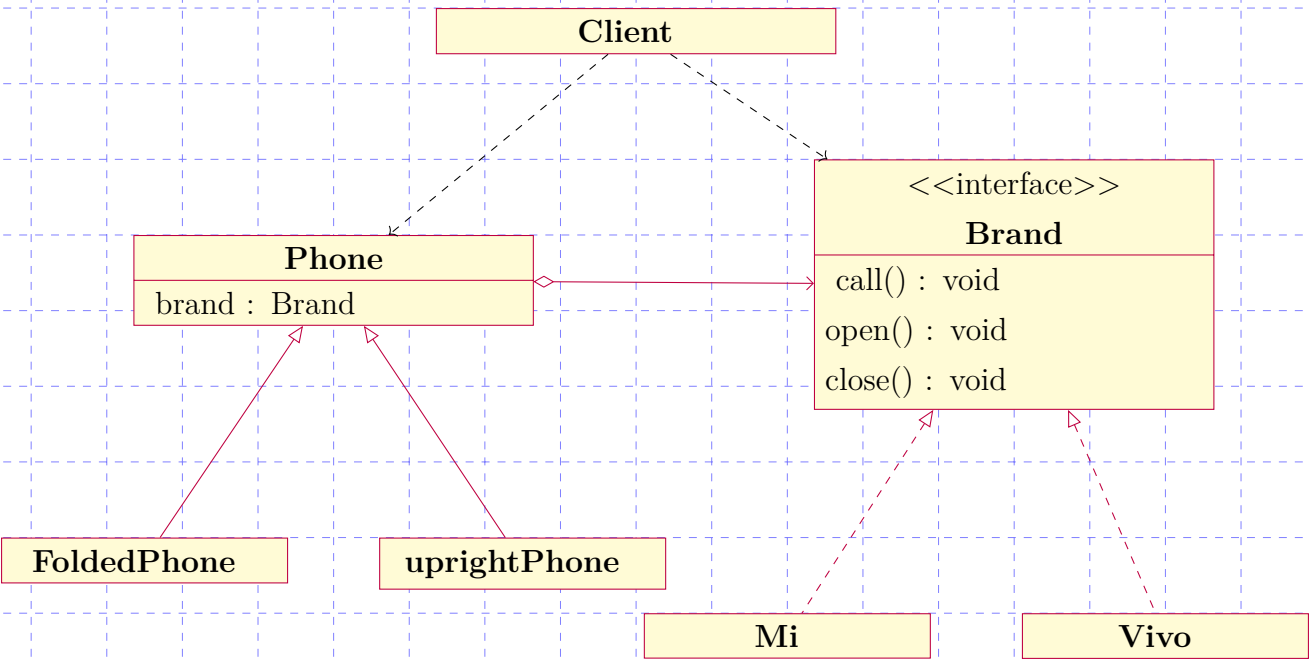 Client
<<interface>>
Brand
call() : void
open() : void
close() : void
Phone
brand : Brand
FoldedPhone
uprightPhone
Mi
Vivo